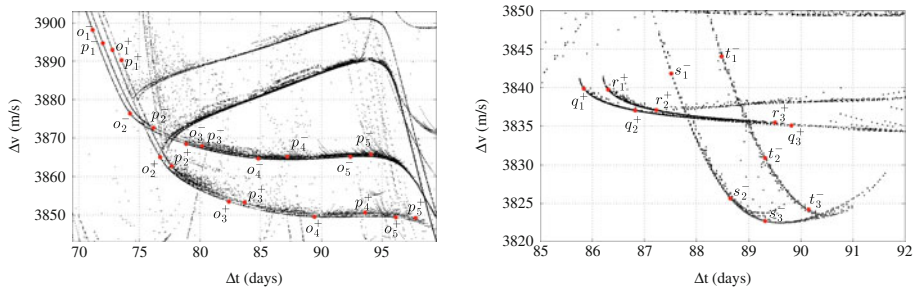 3900
3890
3880
3870
3860
3850
Δv (m/s)
70 75 80 85 90 95
Δt (days)
o₁⁻
p₁⁻
o₁⁺
p₁⁺
o₂⁻
p₂⁻
o₂⁺
p₂⁺
o₃⁻
p₃⁻
o₄⁻
p₄⁻
o₅⁻
p₅⁻
o₃⁺
p₃⁺
o₄⁺
p₄⁺
o₅⁺
p₅⁺
3850
3845
3840
3835
3830
3825
3820
Δv (m/s)
85 86 87 88 89 90 91 92
Δt (days)
q₁⁺
r₁⁺
q₂⁺
r₂⁺
s₁⁻
t₁⁻
r₃⁺
q₃⁺
t₂⁻
s₂⁻
s₃⁻
t₃⁻